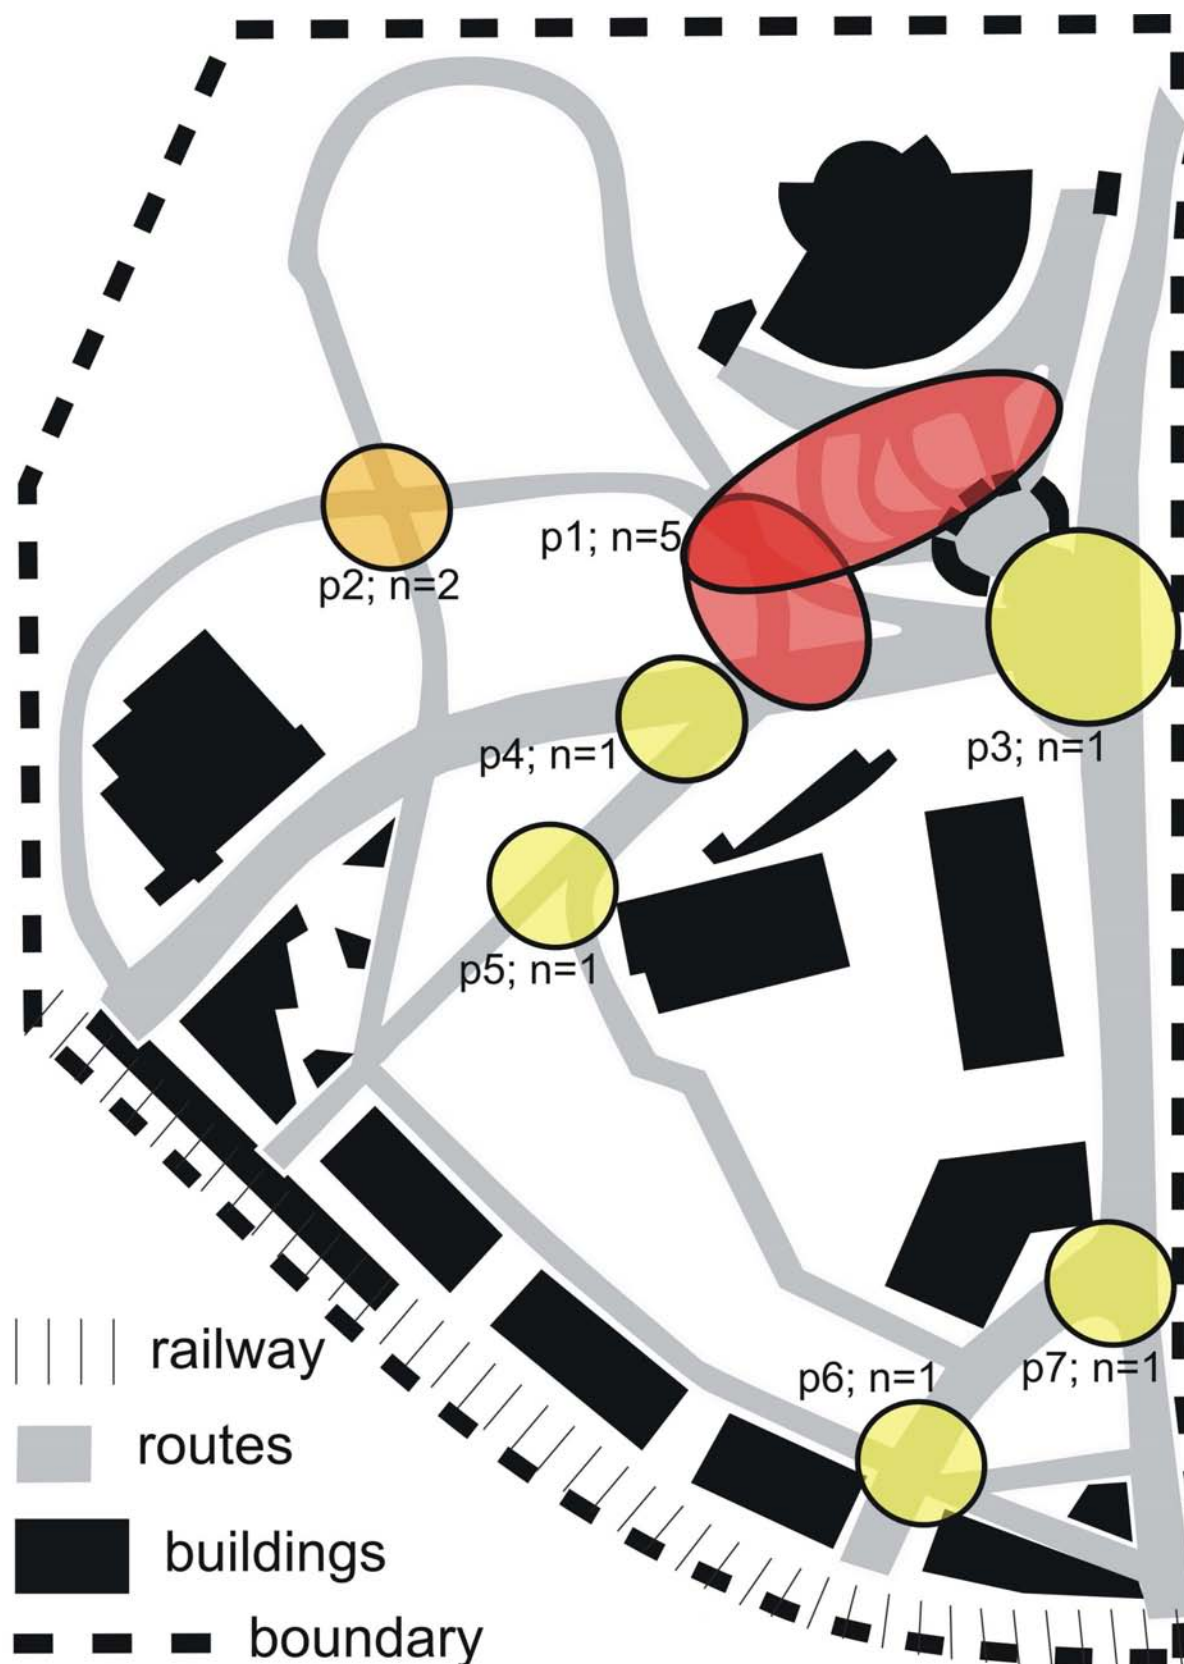 p1; n=5
p2; n=2
p4; n=1
p3; n=1
p5; n=1
railway
p6; n=1
p7; n=1
routes
buildings
boundary